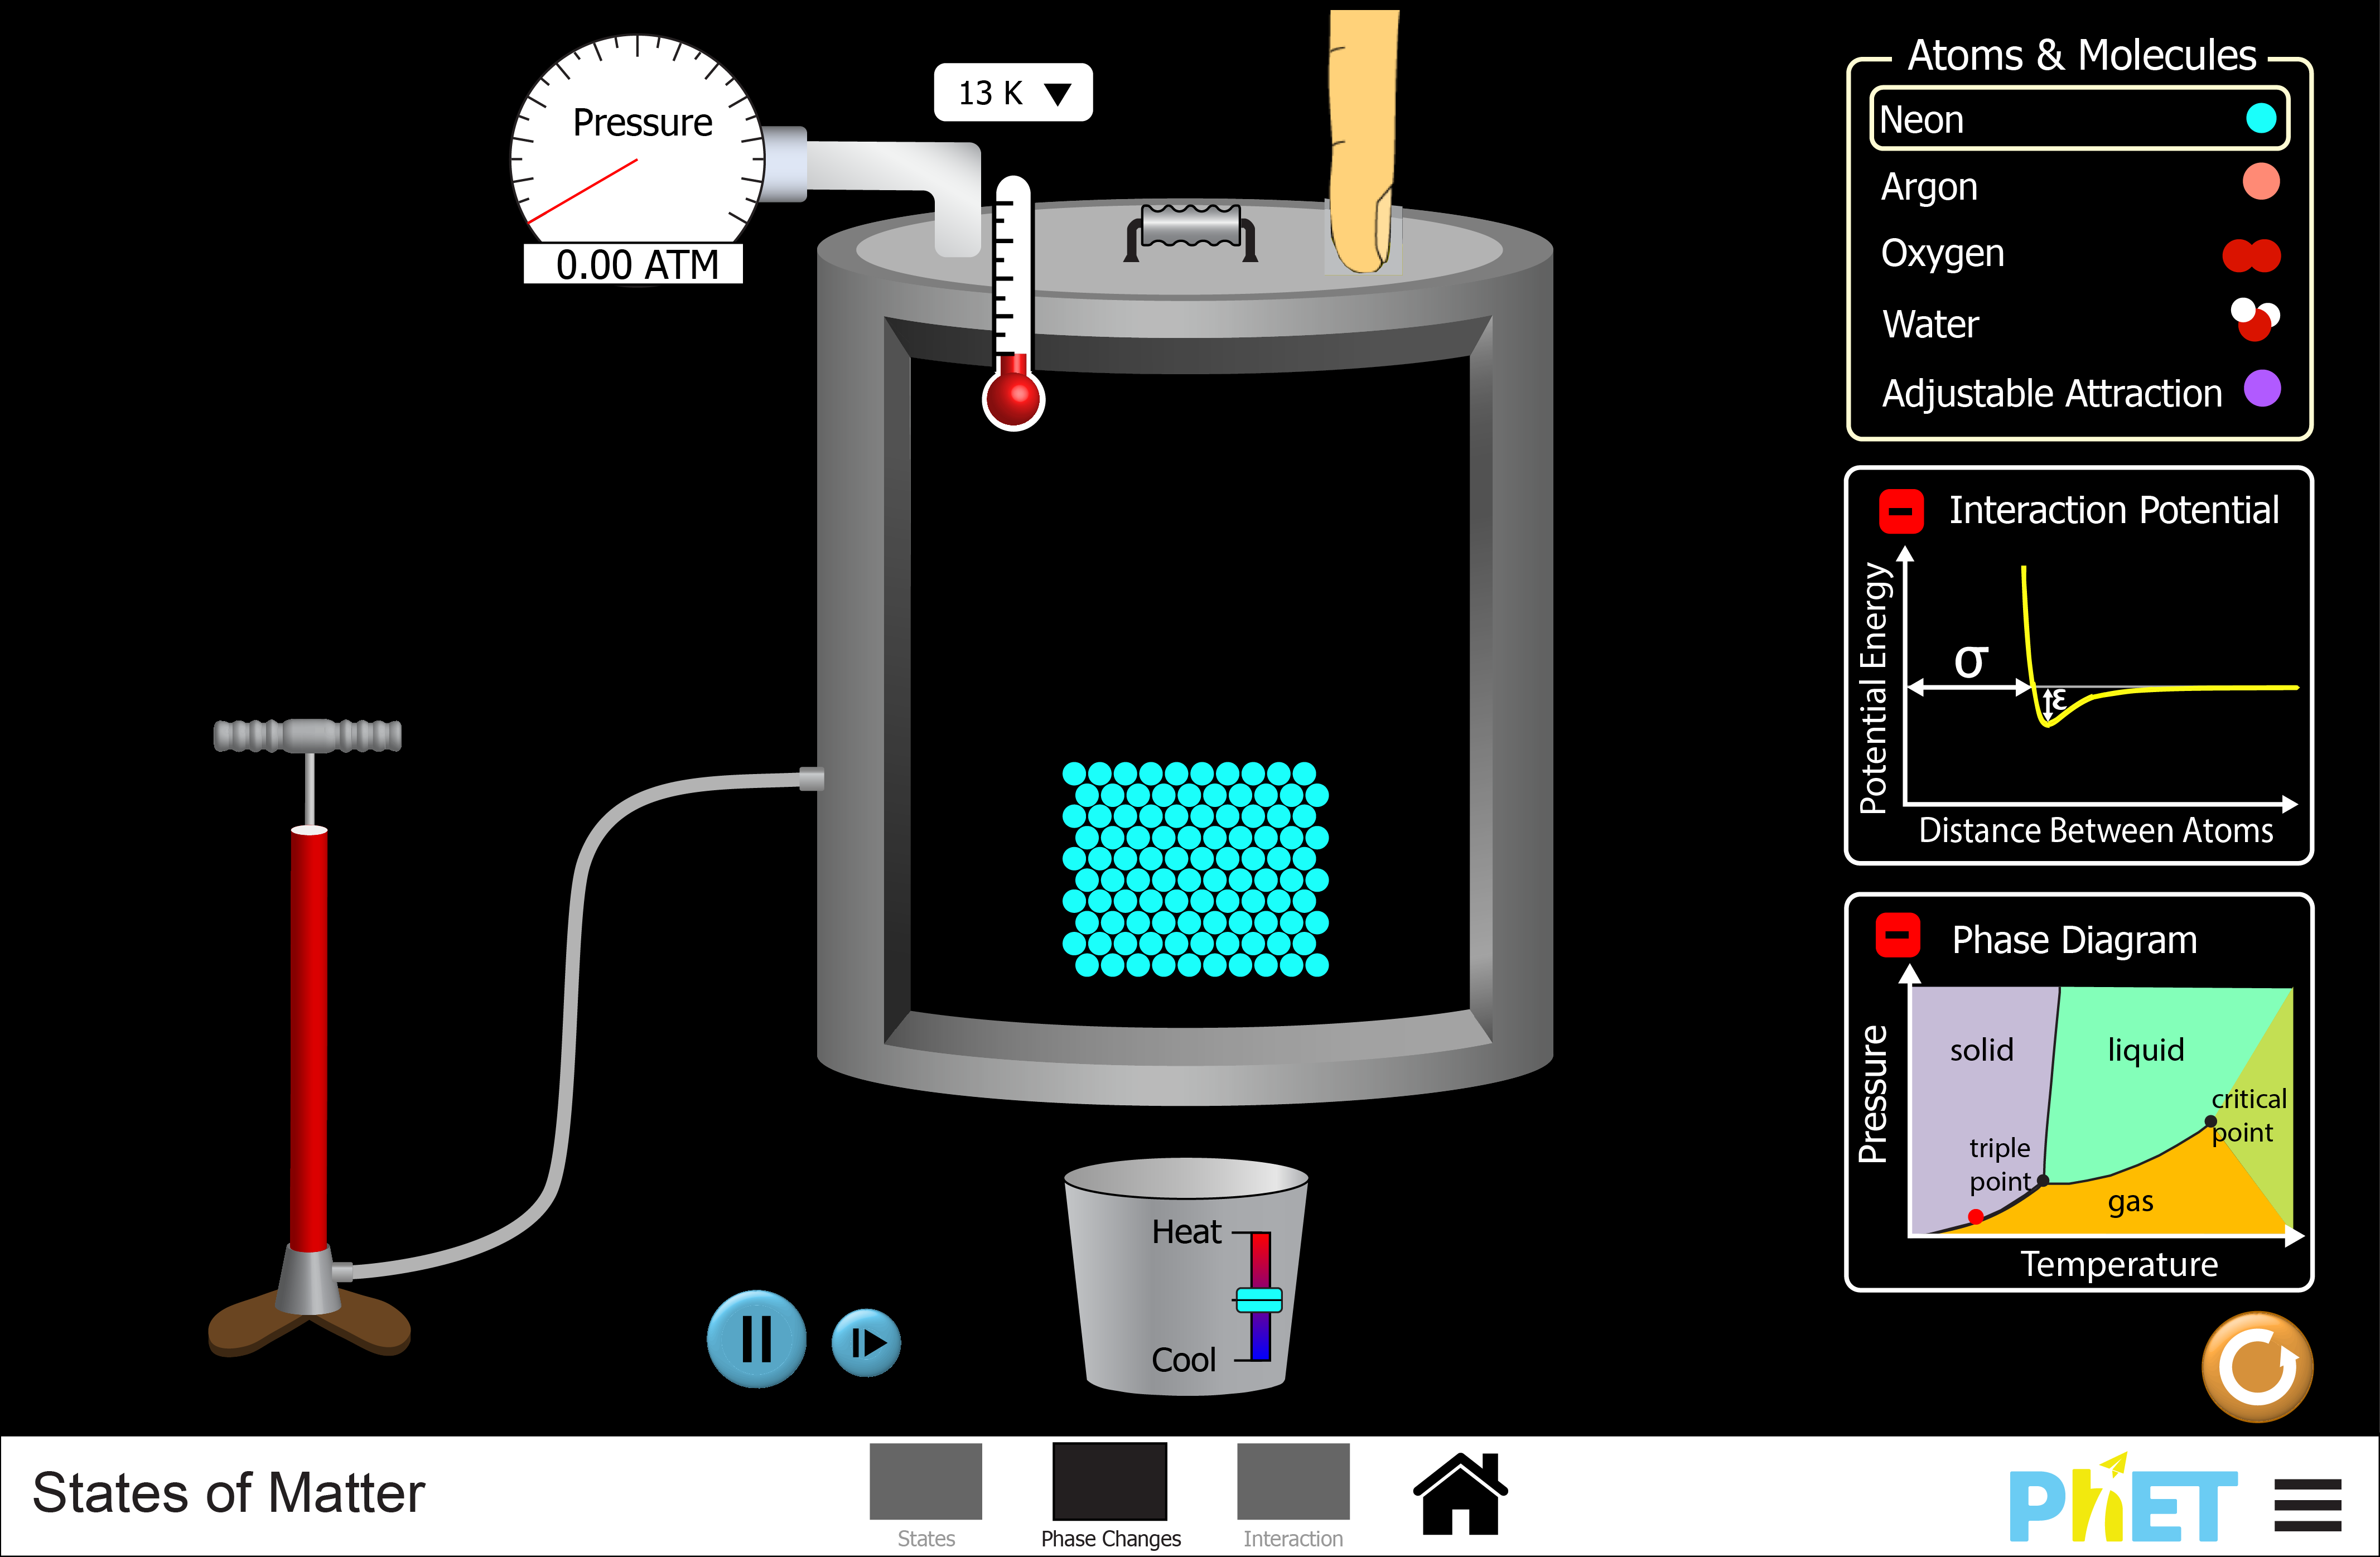 Pressure
0.00 ATM
13 K
Atoms & Molecules
Neon
Argon
Oxygen
Water
Adjustable Attraction
Interaction Potential
Potential Energy
σ
ε
Distance Between Atoms
Phase Diagram
Pressure
solid
liquid
critical
point
triple
point
gas
Temperature
Heat
Cool
States of Matter
States
Phase Changes
Interaction
PhET